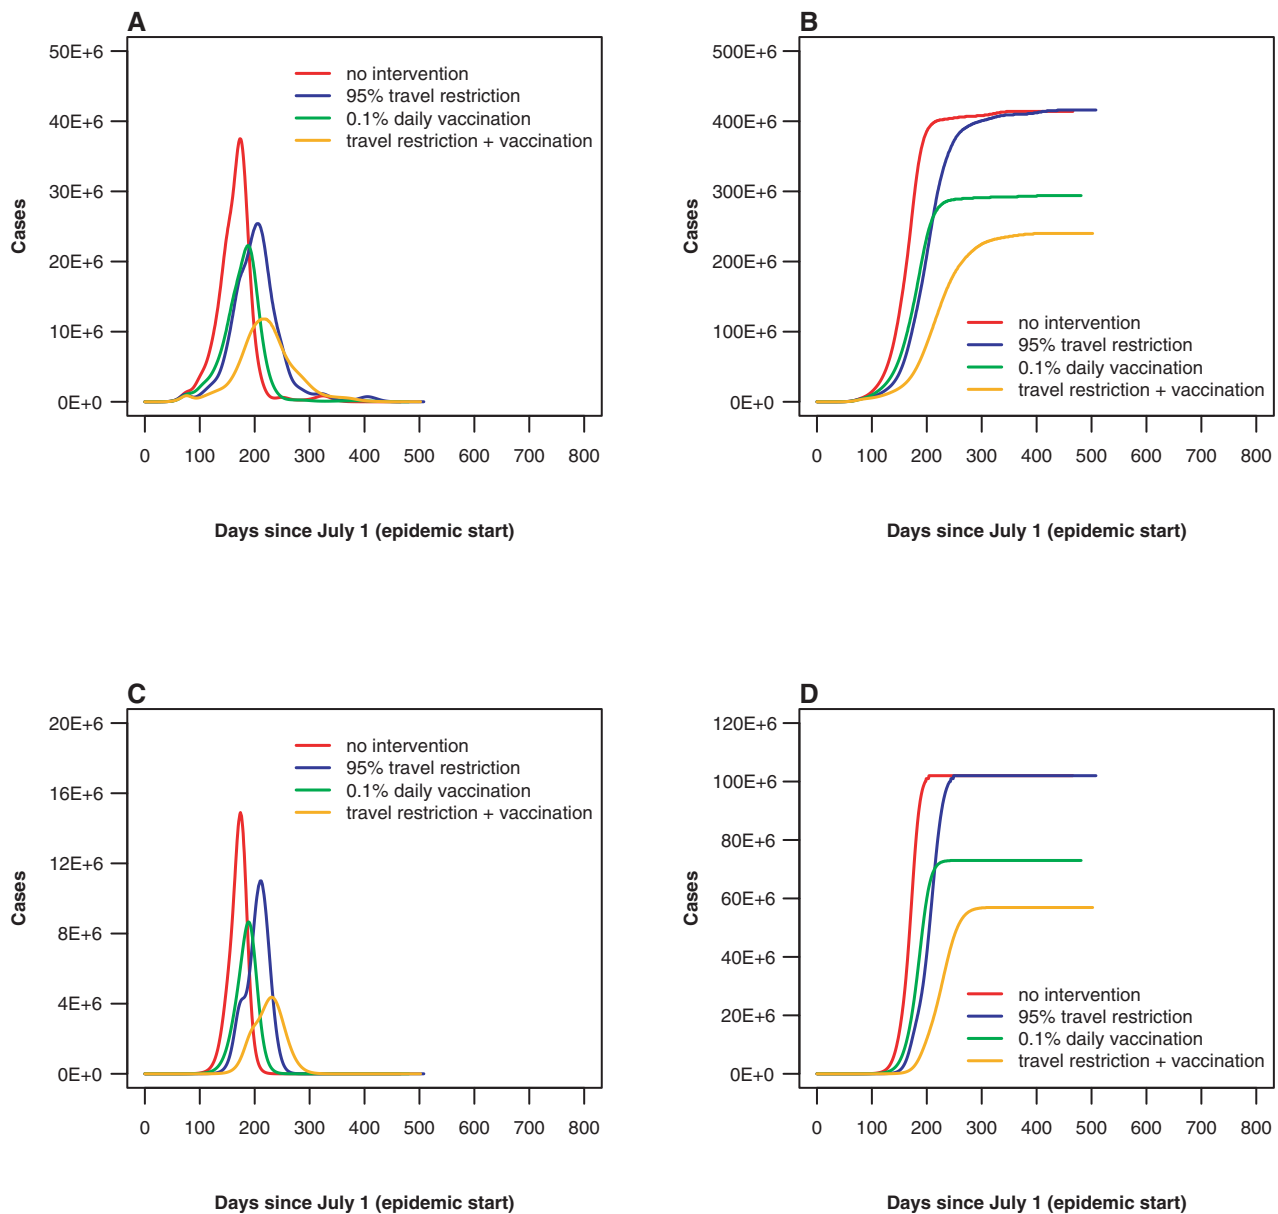 A
50E+6
40E+6
30E+6
20E+6
10E+6
0E+0
Cases
no intervention
95% travel restriction
0.1% daily vaccination
travel restriction + vaccination
0 100 200 300 400 500 600 700 800
Days since July 1 (epidemic start)
B
500E+6
400E+6
300E+6
200E+6
100E+6
0E+0
Cases
no intervention
95% travel restriction
0.1% daily vaccination
travel restriction + vaccination
0 100 200 300 400 500 600 700 800
Days since July 1 (epidemic start)
C
20E+6
16E+6
12E+6
8E+6
4E+6
0E+0
Cases
no intervention
95% travel restriction
0.1% daily vaccination
travel restriction + vaccination
0 100 200 300 400 500 600 700 800
Days since July 1 (epidemic start)
D
120E+6
100E+6
80E+6
60E+6
40E+6
20E+6
0E+0
Cases
no intervention
95% travel restriction
0.1% daily vaccination
travel restriction + vaccination
0 100 200 300 400 500 600 700 800
Days since July 1 (epidemic start)